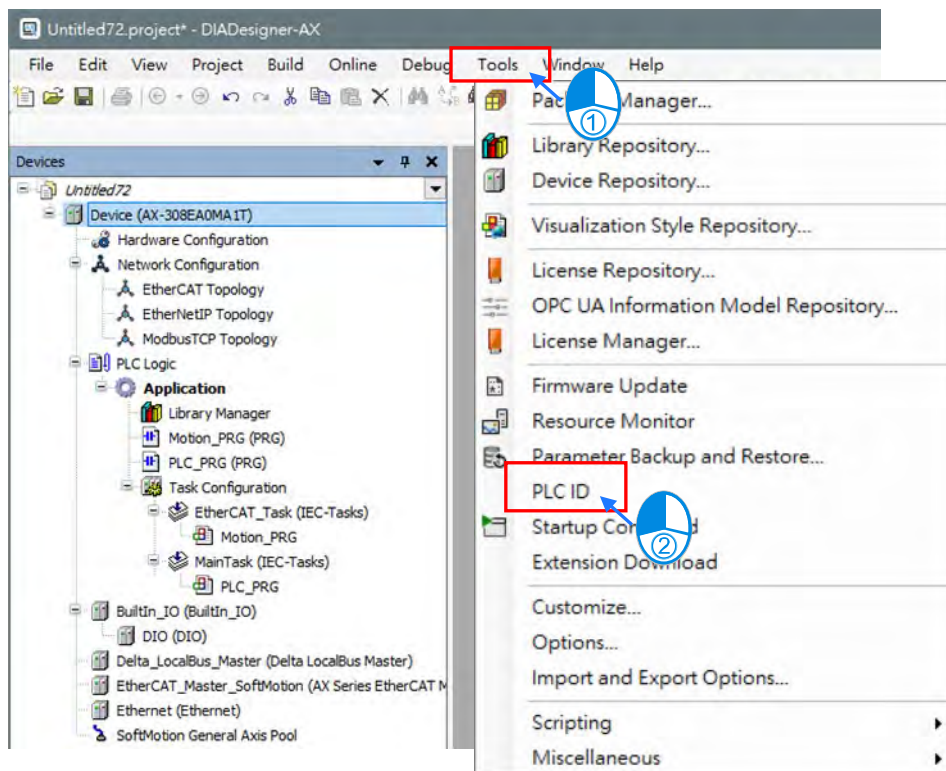 Untitled72.project* - DIADesigner-AX
File Edit View Project Build Online Debug Tools Window Help
Manager...
①
Library Repository...
Device Repository...
Visualization Style Repository...
License Repository...
OPC UA Information Model Repository...
License Manager...
Firmware Update
Resource Monitor
Parameter Backup and Restore...
PLC ID
Startup
②
Extension Download
Customize...
Options...
Import and Export Options...
Scripting
Miscellaneous
Devices
Untitled72
Device (AX-308EA0MA1T)
Hardware Configuration
Network Configuration
EtherCAT Topology
EtherNetIP Topology
ModbusTCP Topology
PLC Logic
Application
Library Manager
Motion_PRG (PRG)
PLC_PRG (PRG)
Task Configuration
EtherCAT_Task (IEC-Tasks)
Motion_PRG
MainTask (IEC-Tasks)
PLC_PRG
BuiltIn_IO (BuiltIn_IO)
DIO (DIO)
Delta_LocalBus_Master (Delta LocalBus Master)
EtherCAT_Master_SoftMotion (AX Series EtherCAT M
Ethernet (Ethernet)
SoftMotion General Axis Pool